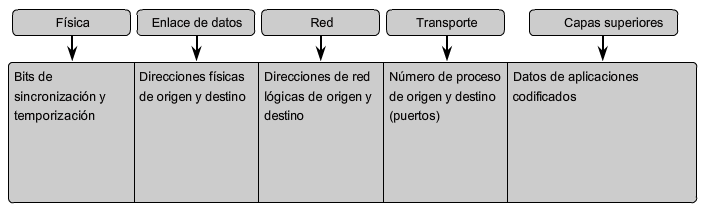 Física
Enlace de datos
Red
Transporte
Capas superiores
Bits de
sincronización y
temporización
Direcciones físicas
de origen y destino
Direcciones de red
lógicas de origen y
destino
Número de proceso
de origen y destino
(puertos)
Datos de aplicaciones
codificados